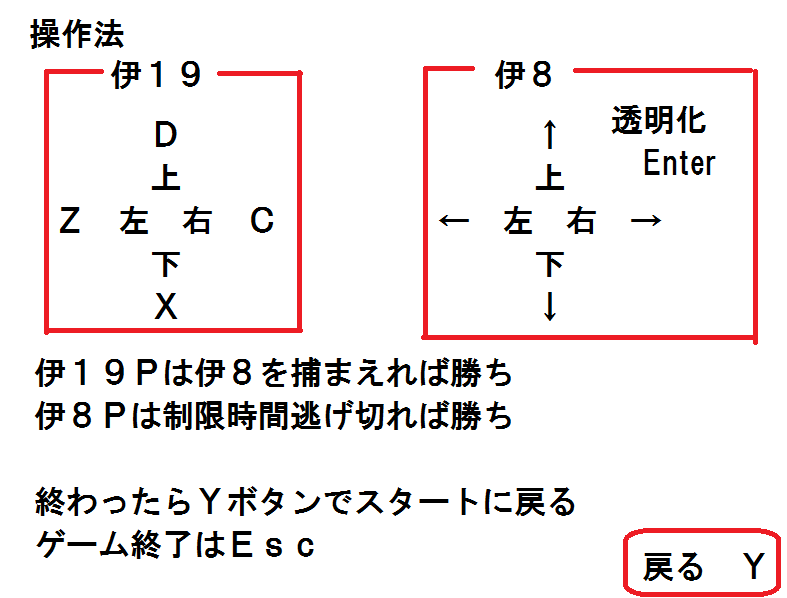 操作法
伊１９
D
上
Z 左 右 C
下
X
伊８
↑
上
← 左 右 →
下
↓
透明化
Enter
伊１９Pは伊８を捕まえれば勝ち
伊８Pは制限時間逃げ切れば勝ち
終わったらＹボタンでスタートに戻る
ゲーム終了はＥｓｃ
戻る Ｙ